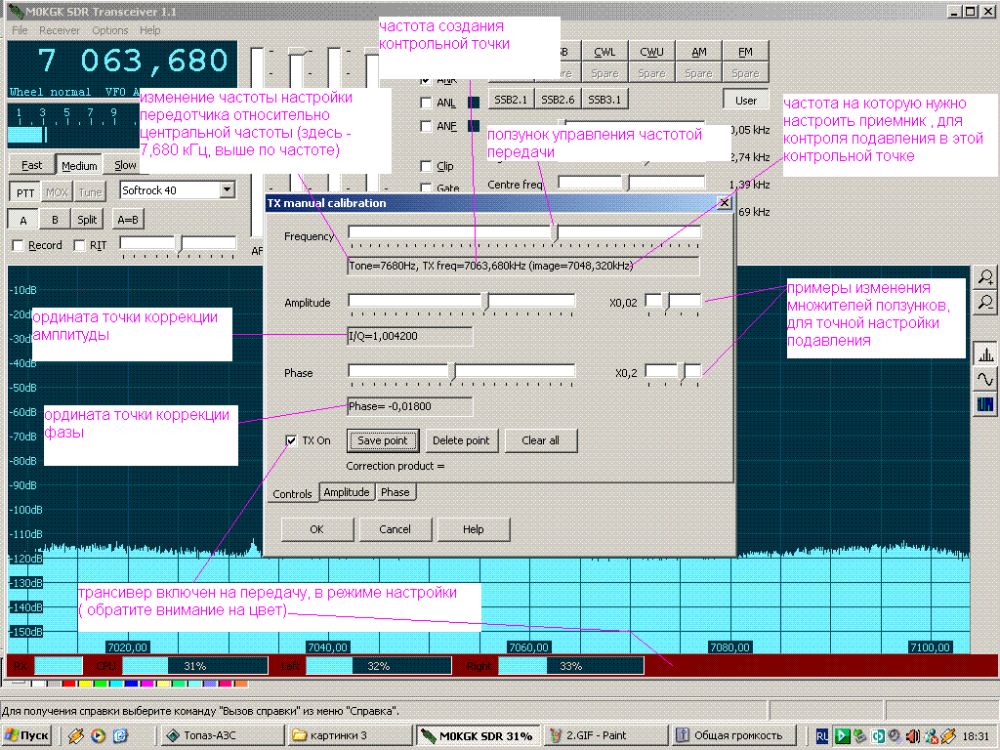 M0KGK SDR Transceiver 1.1
File Receiver Options Help
7 063,680
Wheel normal VFO A
1 3 5 7 9
частота создания
контрольной точки
CWL CWU AM FM
Spare Spare Spare Spare
SSB2.1 SSB2.6 SSB3.1 User
ANL
ANF
Clip
Gate
изменение частоты настройки
передотчика относительно
центральной частоты (здесь -
7,680 кГц, выше по частоте)
ползунок управления частотой
передачи
частота на которую нужно
настроить приемник , для
контроля подавления в этой
контрольной точке
0,05 kHz
2,74 kHz
Centre freq 1,39 kHz
69 kHz
Fast Medium Slow
PTT MOX Tune Softrock 40
A B Split A=B
Record RIT AF
TX manual calibration
Frequency
Tone=7680Hz, TX freq=7063,680kHz (image=7048,320kHz)
Amplitude X0,02
I/Q=1,004200
Phase X0,2
Phase= -0,01800
TX On Save point Delete point Clear all
Correction product =
Controls Amplitude Phase
OK Cancel Help
ордината точки коррекции
амплитуды
ордината точки коррекции
фазы
примеры изменения
множителей ползунков,
для точной настройки
подавления
-10dB
-20dB
-30dB
-40dB
-50dB
-60dB
-70dB
-80dB
-90dB
-100dB
-110dB
-120dB
-130dB
-140dB
-150dB
трансивер включен на передачу, в режиме настройки
( обратите внимание на цвет)
7020,00 7040,00 7060,00 7080,00 7100,00
RX CPU 31% Left 32% Right 33%
Для получения справки выберите команду "Вызов справки" из меню "Справка".
Пуск Топаз-АЗС картинки 3 M0KGK SDR 31% 2.GIF - Paint Общая громкость RL 18:31